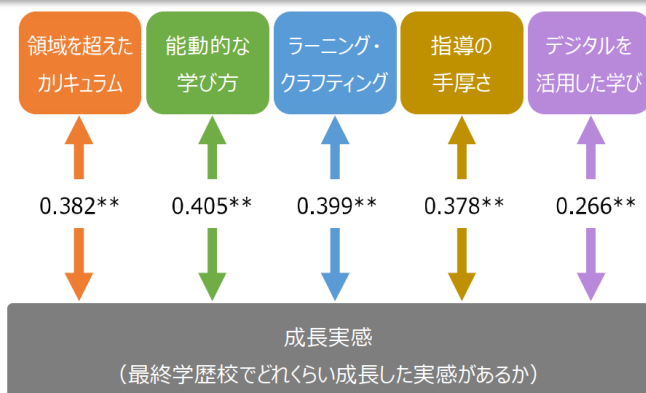 領域を超えた
カリキュラム
能動的な
学び方
ラーニング・
クラフティング
指導の
手厚さ
デジタルを
活用した学び
0.382**
0.405**
0.399**
0.378**
0.266**
成長実感
（最終学歴校でどれくらい成長した実感があるか）